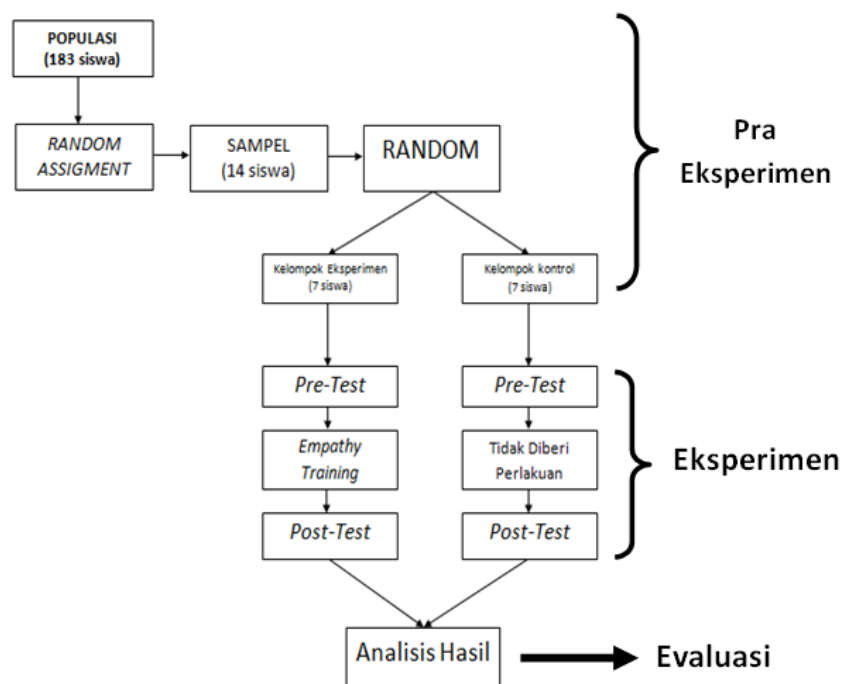 POPULASI
(183 siswa)
RANDOM
ASSIGMENT
SAMPEL
(14 siswa)
RANDOM
Pra
Eksperimen
Kelompok Eksperimen
(7 siswa)
Kelompok kontrol
(7 siswa)
Pre-Test
Pre-Test
Empathy
Training
Tidak Diberi
Perlakuan
Eksperimen
Post-Test
Post-Test
Analisis Hasil
Evaluasi